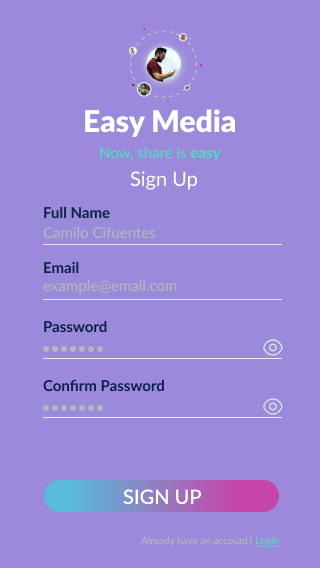 Easy Media
Now, share is easy
Sign Up
Full Name
Camilo Cifuentes
Email
example@email.com
Password
Confirm Password
SIGN UP
Already have an account? Login